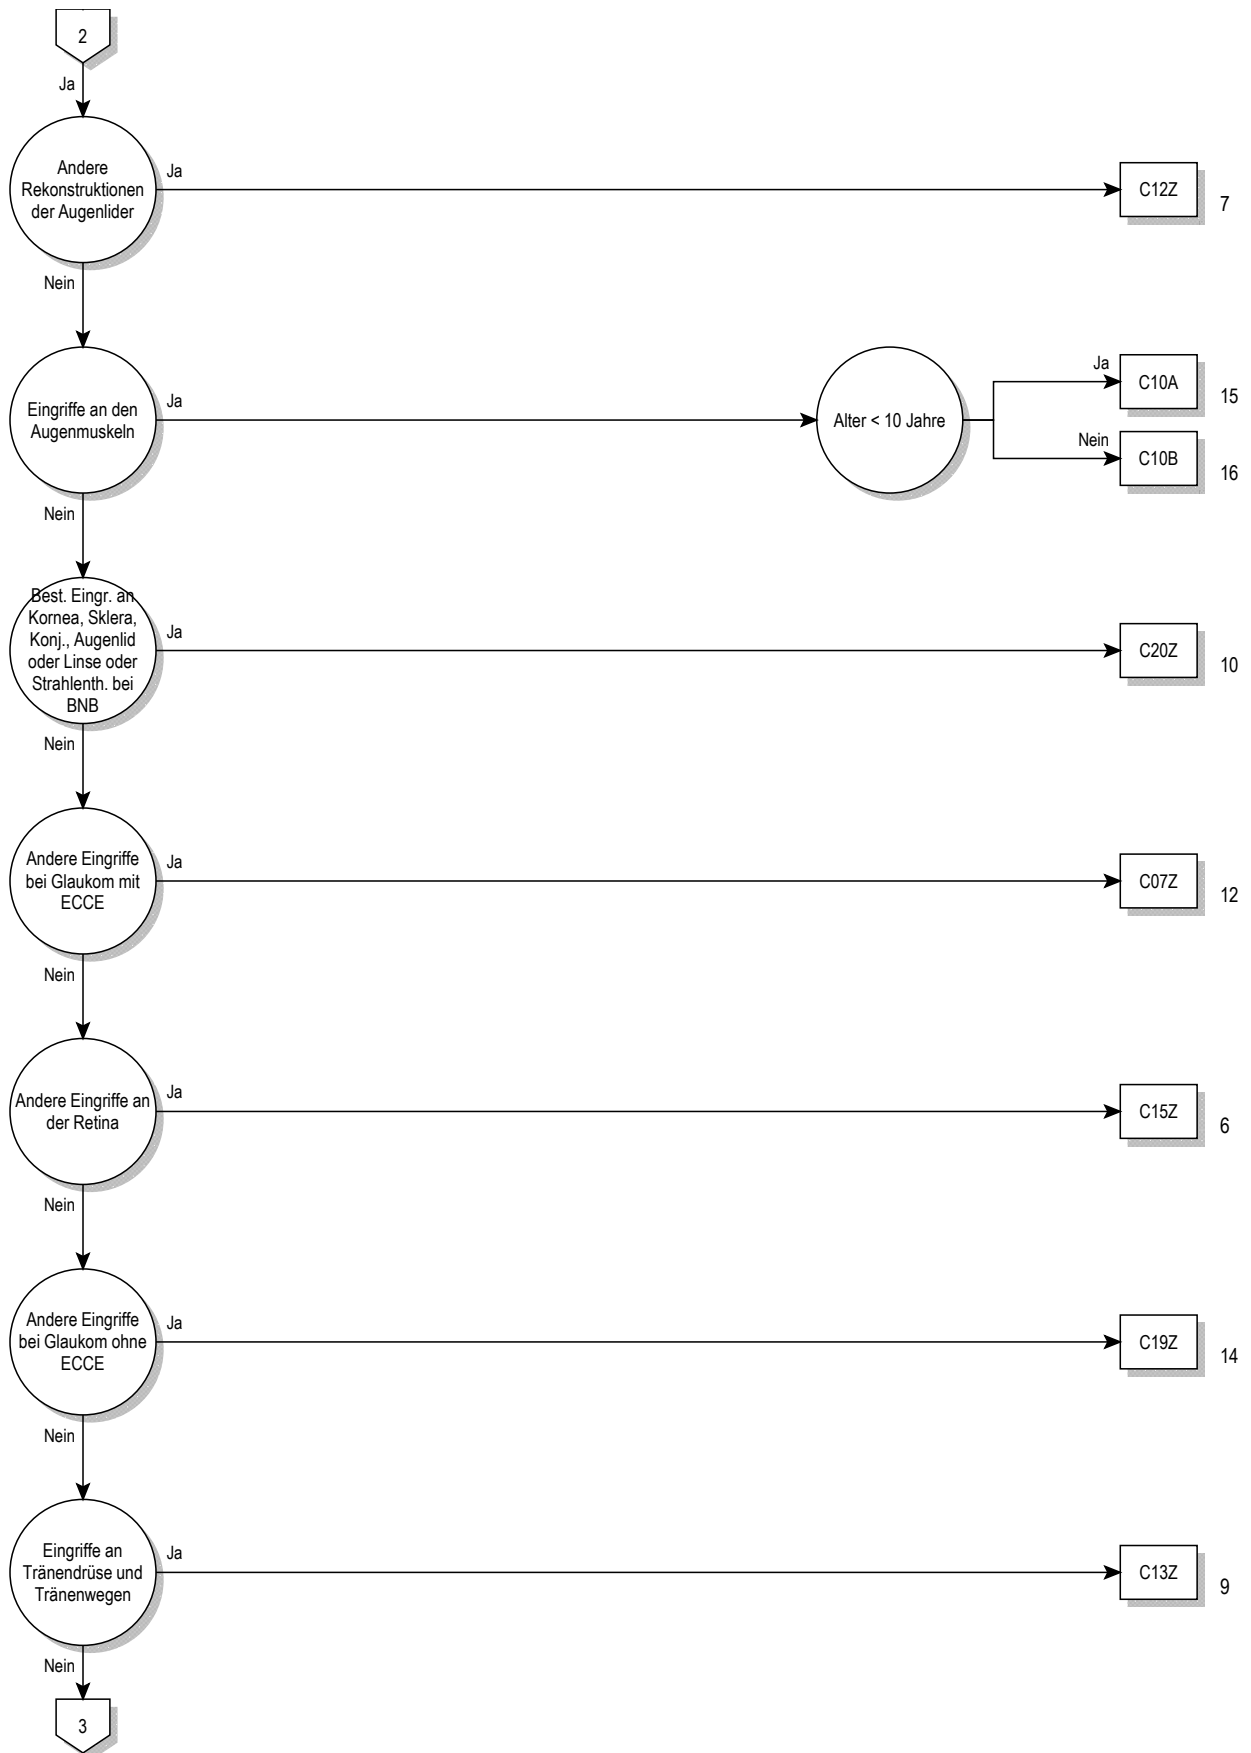 2
Ja
Andere
Rekonstruktionen
der Augenlider
Ja
C12Z
7
Nein
Eingriffe an den
Augenmuskeln
Ja
Alter < 10 Jahre
Ja
C10A
15
Nein
C10B
16
Nein
Best. Eingr. an
Kornea, Sklera,
Konj., Augenlid
oder Linse oder
Strahlenth. bei
BNB
Ja
C20Z
10
Nein
Andere Eingriffe
bei Glaukom mit
ECCE
Ja
C07Z
12
Nein
Andere Eingriffe an
der Retina
Ja
C15Z
6
Nein
Andere Eingriffe
bei Glaukom ohne
ECCE
Ja
C19Z
14
Nein
Eingriffe an
Tränendrüse und
Tränenwegen
Ja
C13Z
9
Nein
3